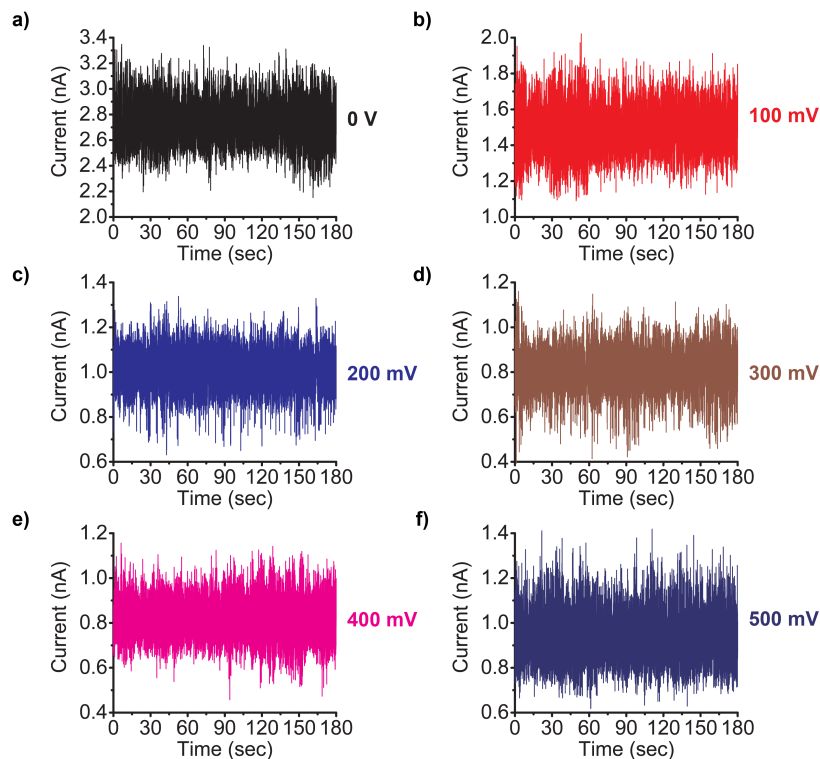 a)
3.4
3.2
3.0
2.8
2.6
2.4
2.2
2.0
Current (nA)
0 30 60 90 120 150 180
Time (sec)
0 V
b)
2.0
1.8
1.6
1.4
1.2
1.0
Current (nA)
0 30 60 90 120 150 180
Time (sec)
100 mV
c)
1.4
1.2
1.0
0.8
0.6
Current (nA)
0 30 60 90 120 150 180
Time (sec)
200 mV
d)
1.2
1.0
0.8
0.6
0.4
Current (nA)
0 30 60 90 120 150 180
Time (sec)
300 mV
e)
1.2
1.0
0.8
0.6
0.4
Current (nA)
0 30 60 90 120 150 180
Time (sec)
400 mV
f)
1.4
1.2
1.0
0.8
0.6
Current (nA)
0 30 60 90 120 150 180
Time (sec)
500 mV